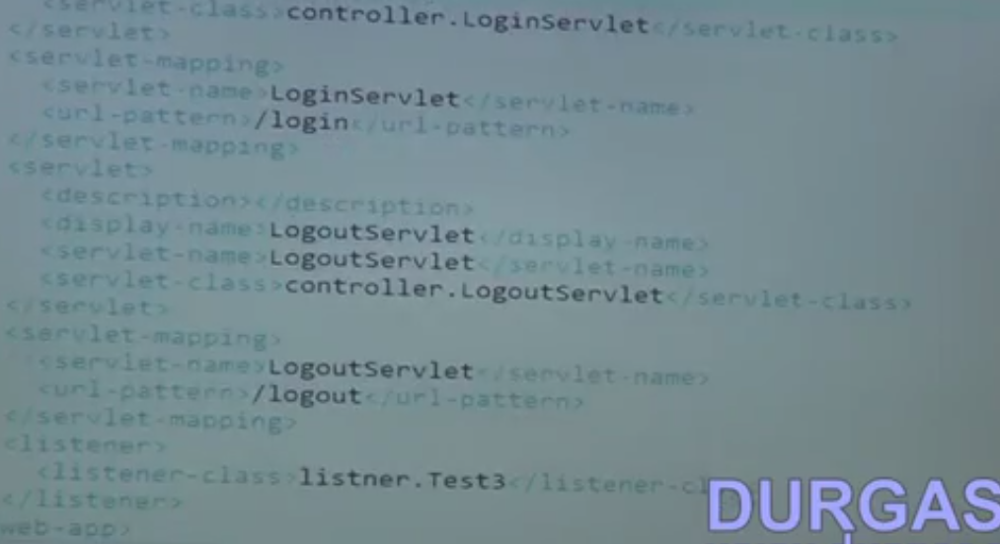 <servlet-class>controller.LoginServlet</servlet-class>
</servlet>
<servlet-mapping>
<servlet-name>LoginServlet</servlet-name>
<url-pattern>/login</url-pattern>
</servlet-mapping>
<servlet>
<description></description>
<display-name>LogoutServlet</display-name>
<servlet-name>LogoutServlet</servlet-name>
<servlet-class>controller.LogoutServlet</servlet-class>
</servlet>
<servlet-mapping>
<servlet-name>LogoutServlet</servlet-name>
<url-pattern>/logout</url-pattern>
</servlet-mapping>
<listener>
<listener-class>listner.Test3</listener-cl
</listener>
web-app>
DURGAS